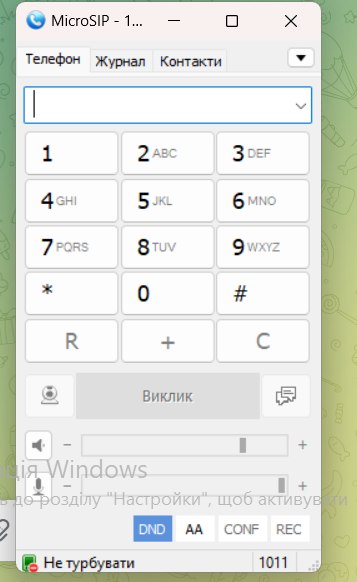 MicroSIP - 1...
Телефон Журнал Контакти
1 2 ABC 3 DEF
4 GHI 5 JKL 6 MNO
7 PQRS 8 TUV 9 WXYZ
* 0 #
R + C
Виклик
− +
ція Windows
− +
ь до розділу "Настройки", щоб активувати
DND AA CONF REC
Не турбувати 1011